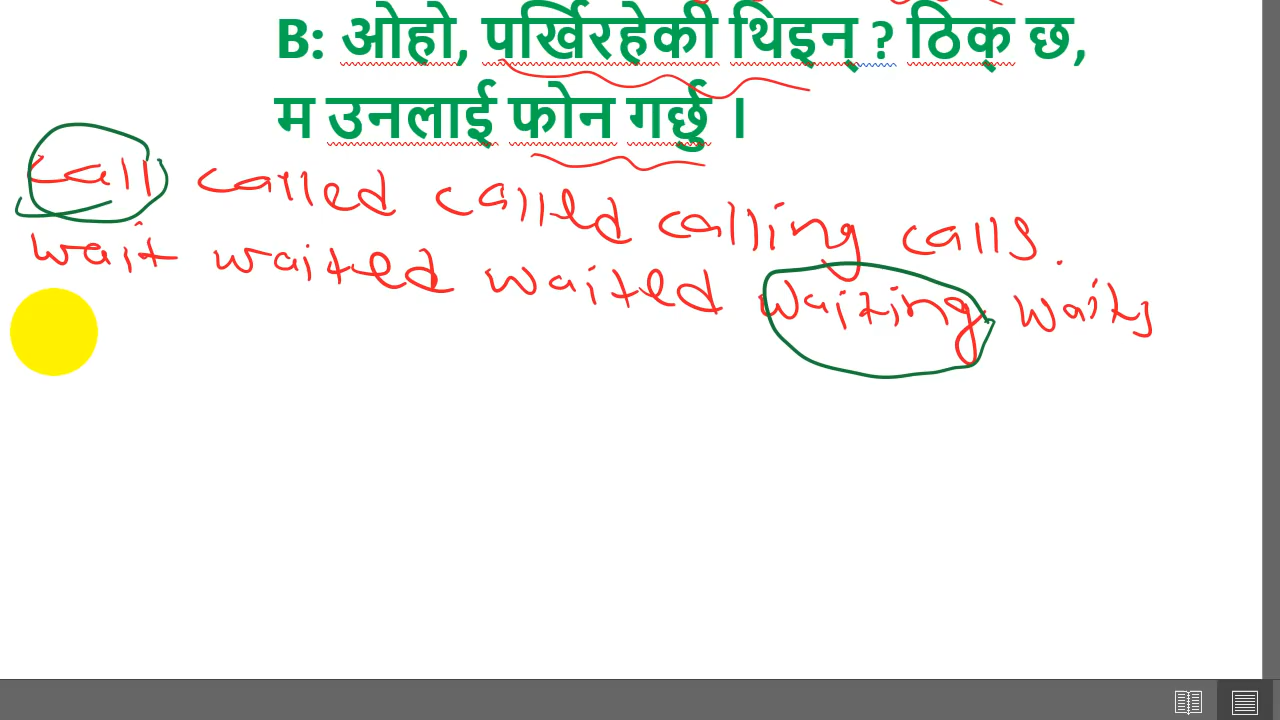 B: ओहो, पर्खिरहेकी थिइन् ? ठिक् छ,
म उनलाई फोन गर्छु ।
call called called calling calls.
wait waited waited waiting waits